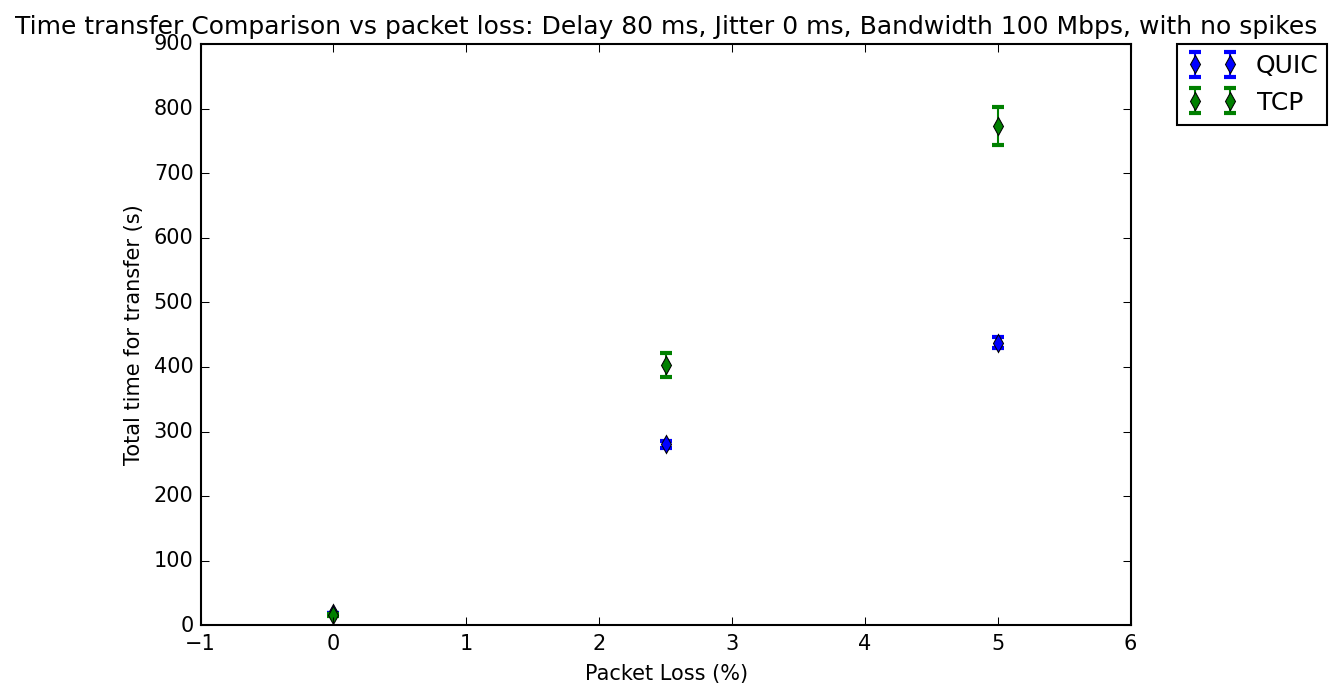 Time transfer Comparison vs packet loss: Delay 80 ms, Jitter 0 ms, Bandwidth 100 Mbps, with no spikes
QUIC
TCP
900
800
700
600
500
400
300
200
100
0
Total time for transfer (s)
−1 0 1 2 3 4 5 6
Packet Loss (%)